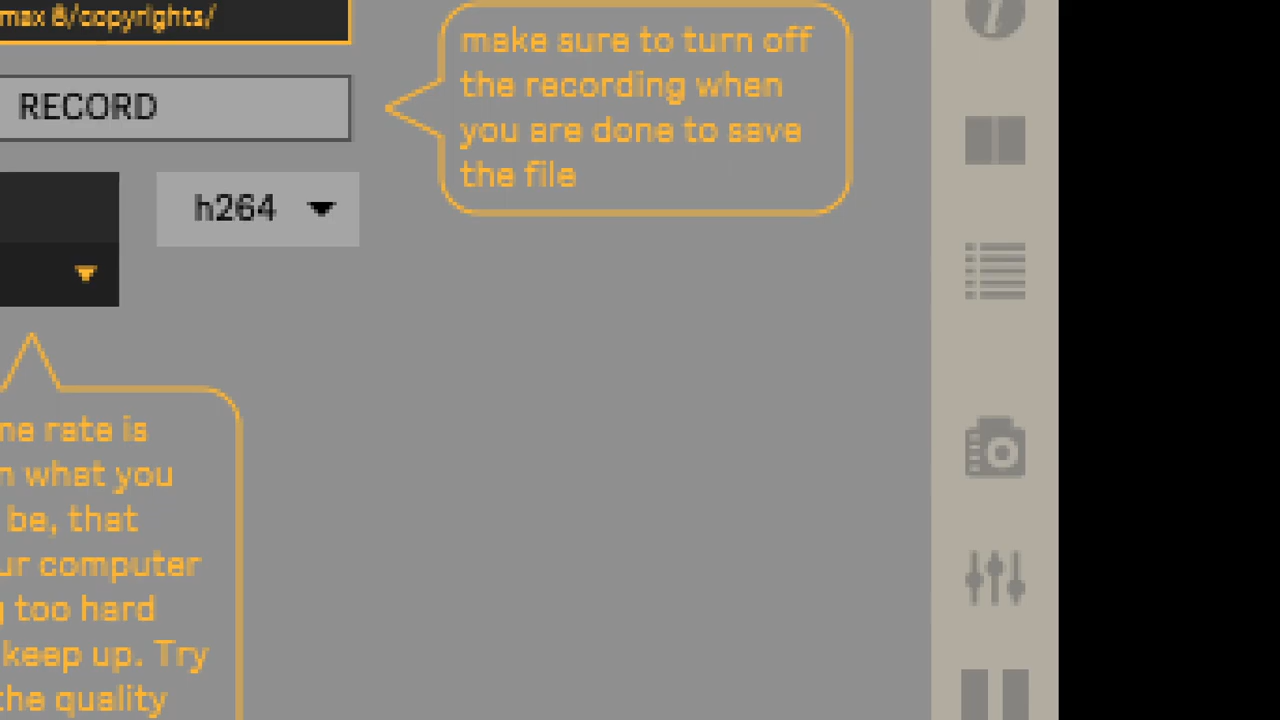 max 8/copyrights/
make sure to turn off
the recording when
you are done to save
the file
RECORD
h264
rate is
what you
be, that
computer
too hard
keep up. Try
the quality